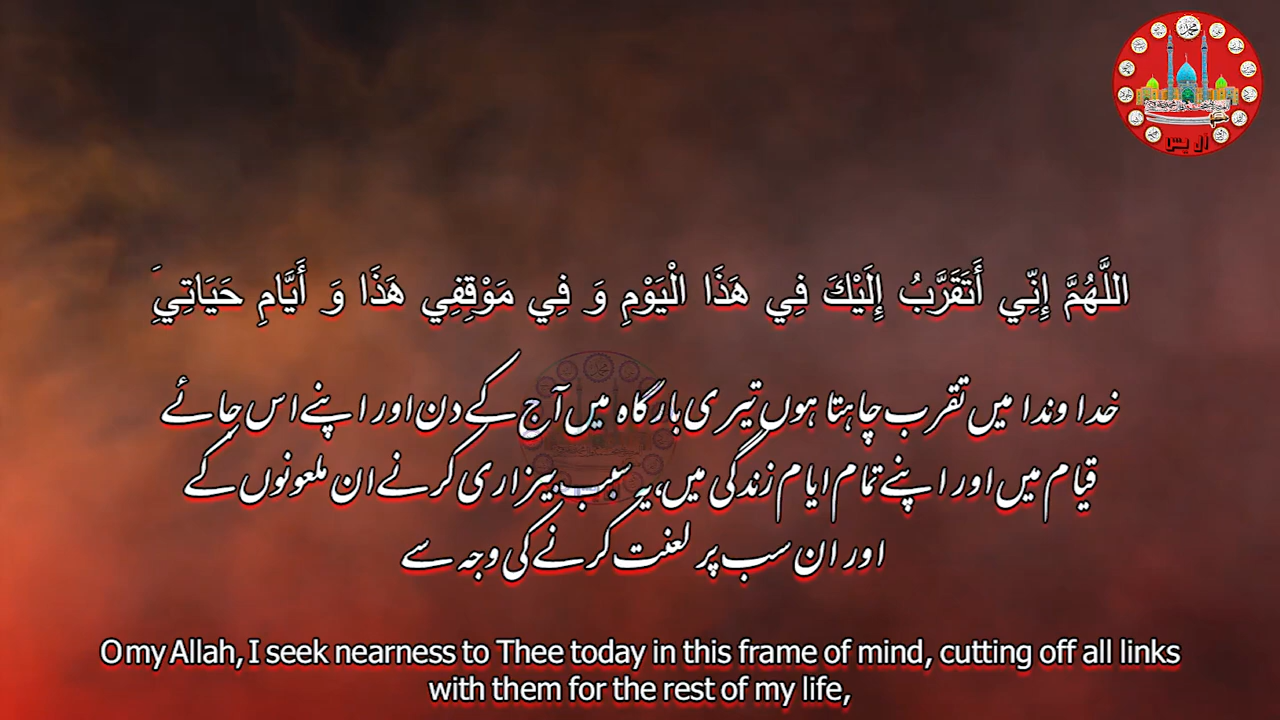 اللَّهُمَّ إِنِّي أَتَقَرَّبُ إِلَيْكَ فِي هَذَا الْيَوْمِ وَ فِي مَوْقِفِي هَذَا وَ أَيَّامِ حَيَاتِي
خدا وندا میں تقرب چاہتا ہوں تیری بارگاہ میں آج کے دن اور اپنے اس جائے
قیام میں اور اپنے تمام ایام زندگی میں، یہ سبب بیزاری کرنے ان ملعونوں کے
اور ان سب پر لعنت کرنے کی وجہ سے
O my Allah, I seek nearness to Thee today in this frame of mind, cutting off all links
with them for the rest of my life,